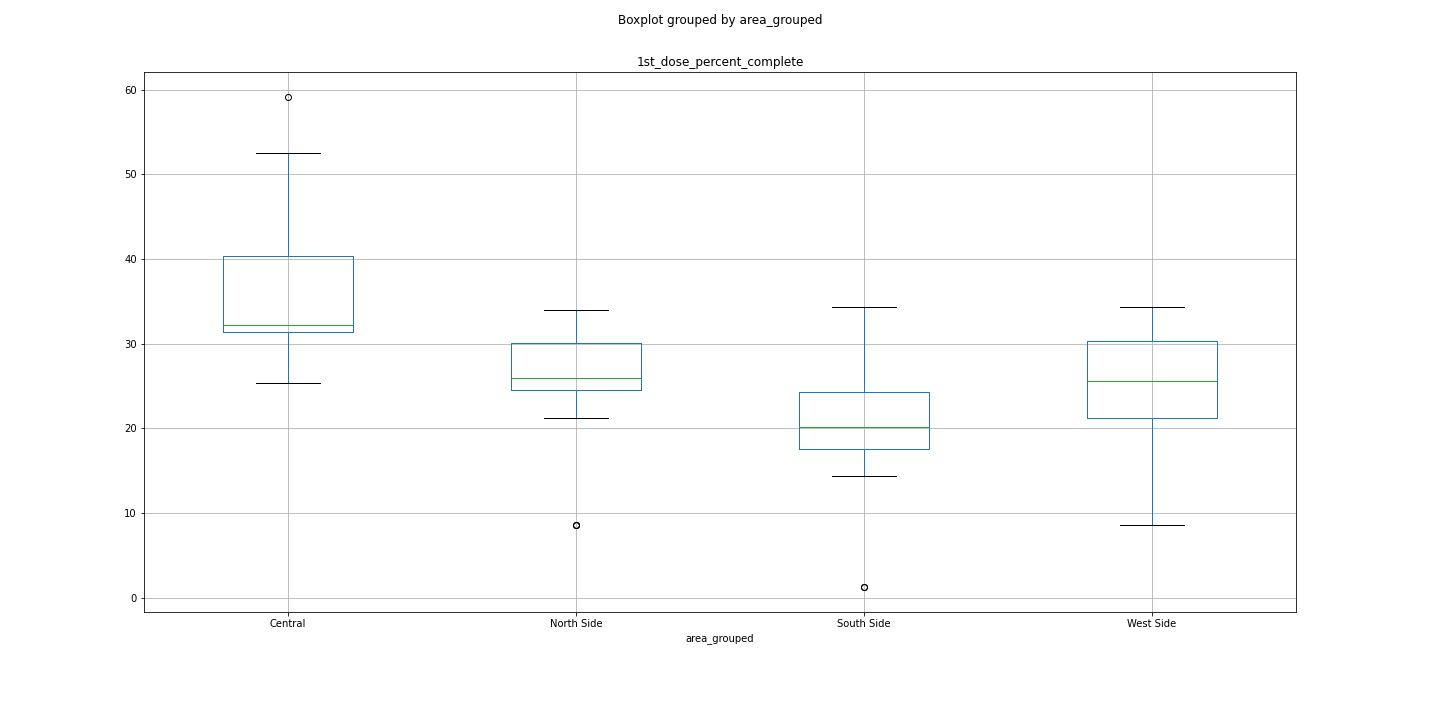 Boxplot grouped by area_grouped
1st_dose_percent_complete
60
50
40
30
20
10
0
Central North Side South Side West Side
area_grouped